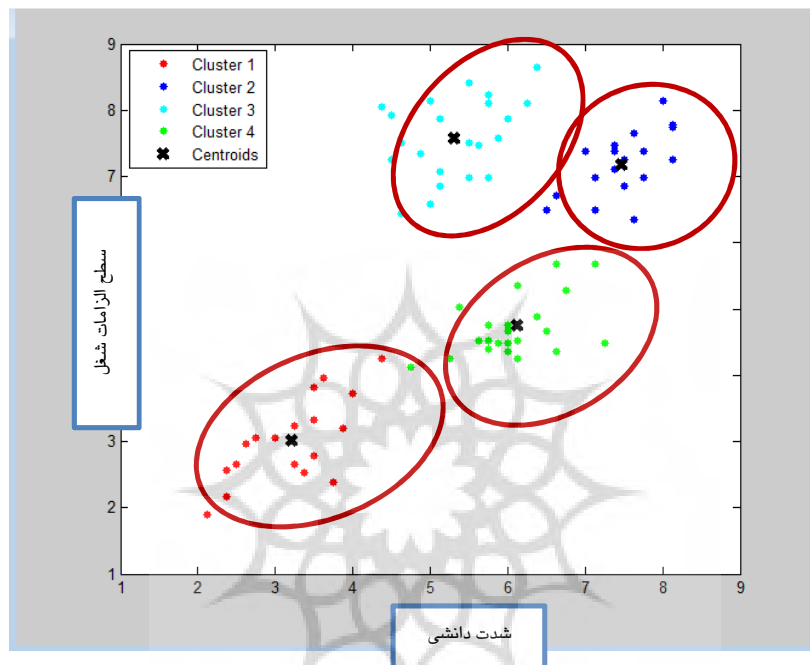 9
8
7
3
2
1
1 2 3 4 5 6 7 8 9
Cluster 1
Cluster 2
Cluster 3
Cluster 4
Centroids
سطح الزامات شغل
شدت دانشی